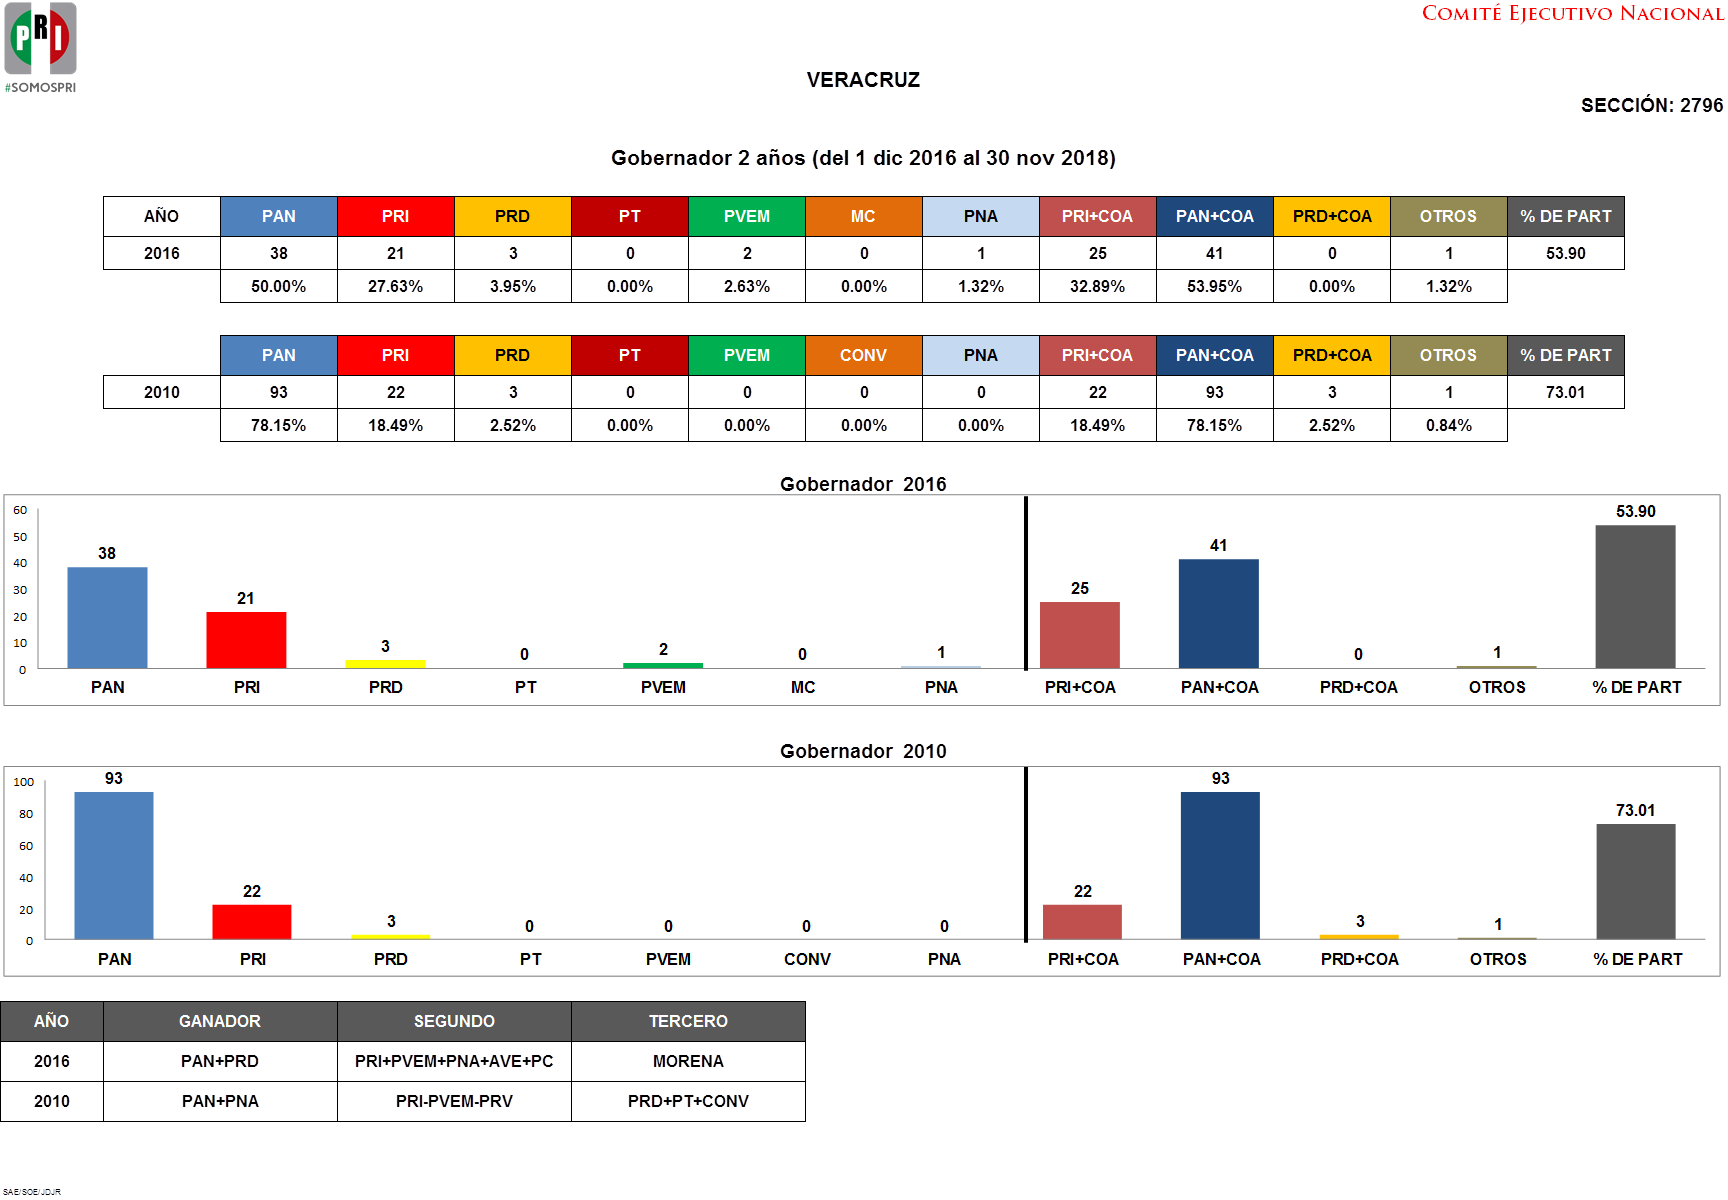 PRI
#SOMOSPRI
COMITÉ EJECUTIVO NACIONAL
VERACRUZ
SECCIÓN: 2796
Gobernador 2 años (del 1 dic 2016 al 30 nov 2018)
AÑO PAN PRI PRD PT PVEM MC PNA PRI+COA PAN+COA PRD+COA OTROS % DE PART
2016 38 21 3 0 2 0 1 25 41 0 1 53.90
50.00% 27.63% 3.95% 0.00% 2.63% 0.00% 1.32% 32.89% 53.95% 0.00% 1.32%
PAN PRI PRD PT PVEM CONV PNA PRI+COA PAN+COA PRD+COA OTROS % DE PART
2010 93 22 3 0 0 0 0 22 93 3 1 73.01
78.15% 18.49% 2.52% 0.00% 0.00% 0.00% 0.00% 18.49% 78.15% 2.52% 0.84%
Gobernador 2016
60
50
40
30
20
10
0
38 21 3 0 2 0 1 25 41 0 1 53.90
PAN PRI PRD PT PVEM MC PNA PRI+COA PAN+COA PRD+COA OTROS % DE PART
Gobernador 2010
100
80
60
40
20
0
93 22 3 0 0 0 0 22 93 3 1 73.01
PAN PRI PRD PT PVEM CONV PNA PRI+COA PAN+COA PRD+COA OTROS % DE PART
AÑO GANADOR SEGUNDO TERCERO
2016 PAN+PRD PRI+PVEM+PNA+AVE+PC MORENA
2010 PAN+PNA PRI-PVEM-PRV PRD+PT+CONV
SAE/SOE/JDJR